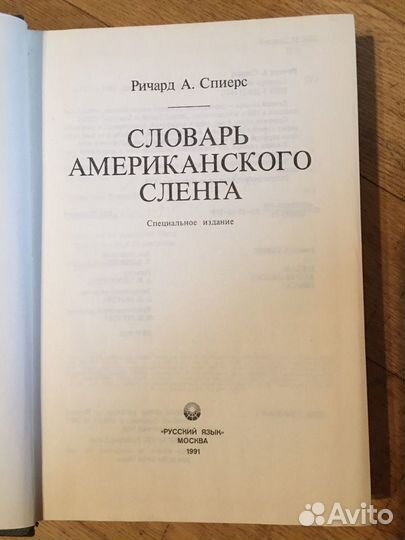 Ричард А. Спиерс
СЛОВАРЬ
АМЕРИКАНСКОГО
СЛЕНГА
Специальное издание
«РУССКИЙ ЯЗЫК»
МОСКВА
1991
Avito